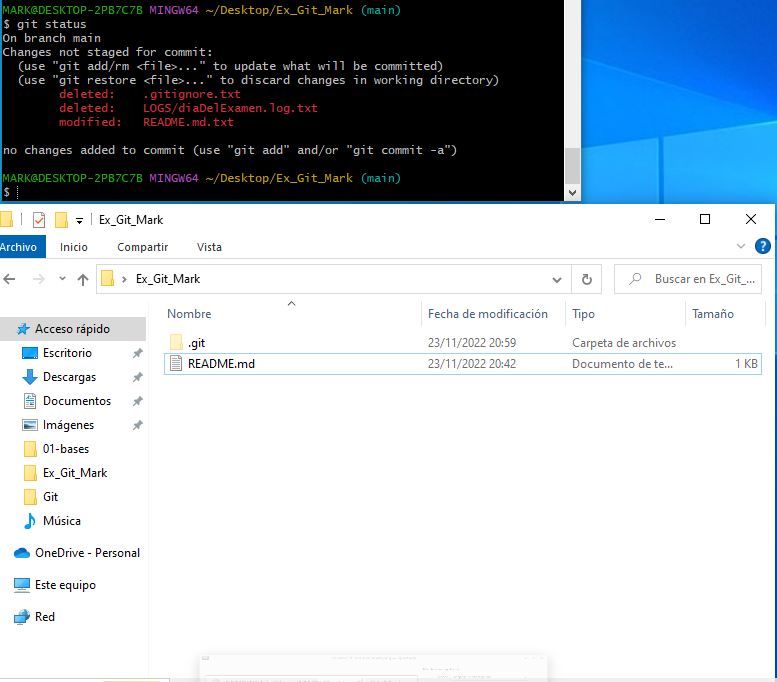 MARK@DESKTOP-2PB7C7B MINGW64 ~/Desktop/Ex_Git_Mark (main)
$ git status
On branch main
Changes not staged for commit:
  (use "git add/rm <file>..." to update what will be committed)
  (use "git restore <file>..." to discard changes in working directory)
        deleted:    .gitignore.txt
        deleted:    LOGS/diaDelExamen.log.txt
        modified:   README.md.txt
no changes added to commit (use "git add" and/or "git commit -a")
MARK@DESKTOP-2PB7C7B MINGW64 ~/Desktop/Ex_Git_Mark (main)
$
Ex_Git_Mark
Archivo Inicio Compartir Vista
Ex_Git_Mark Buscar en Ex_Git_...
Nombre Fecha de modificación Tipo Tamaño
Acceso rápido
.git 23/11/2022 20:59 Carpeta de archivos
Escritorio
README.md 23/11/2022 20:42 Documento de te... 1 KB
Descargas
Documentos
Imágenes
01-bases
Ex_Git_Mark
Git
Música
OneDrive - Personal
Este equipo
Red